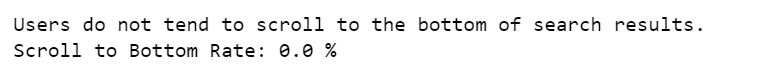 Users do not tend to scroll to the bottom of search results.
Scroll to Bottom Rate: 0.0 %